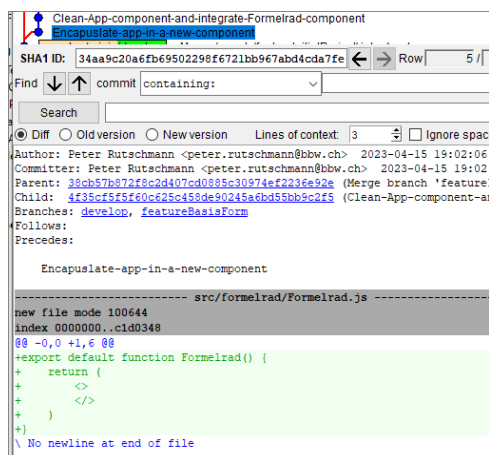 Clean-App-component-and-integrate-Formelrad-component
Encapuslate-app-in-a-new-component
SHA1 ID: 34aa9c20a6fb69502298f6721bb967abd4cda7fe Row 5 /
Find commit containing:
Search
Diff Old version New version Lines of context: 3 Ignore spac
Author: Peter Rutschmann <peter.rutschmann@bbw.ch> 2023-04-15 19:02:06
Committer: Peter Rutschmann <peter.rutschmann@bbw.ch> 2023-04-15 19:02
Parent: 38cb57b872f8c2d407cd0885c30974ef2236e92e (Merge branch 'feature
Child: 4f35cf5f5f60c625c458de90245a6bd55bb9c2f5 (Clean-App-component-an
Branches: develop, featureBasisForm
Follows:
Precedes:
Encapuslate-app-in-a-new-component
------------------------- src/formelrad/Formelrad.js -----------------
new file mode 100644
index 0000000..c1d0348
@@ -0,0 +1,6 @@
+export default function Formelrad() {
+    return (
+        <>
+        </>
+    )
+}
\ No newline at end of file